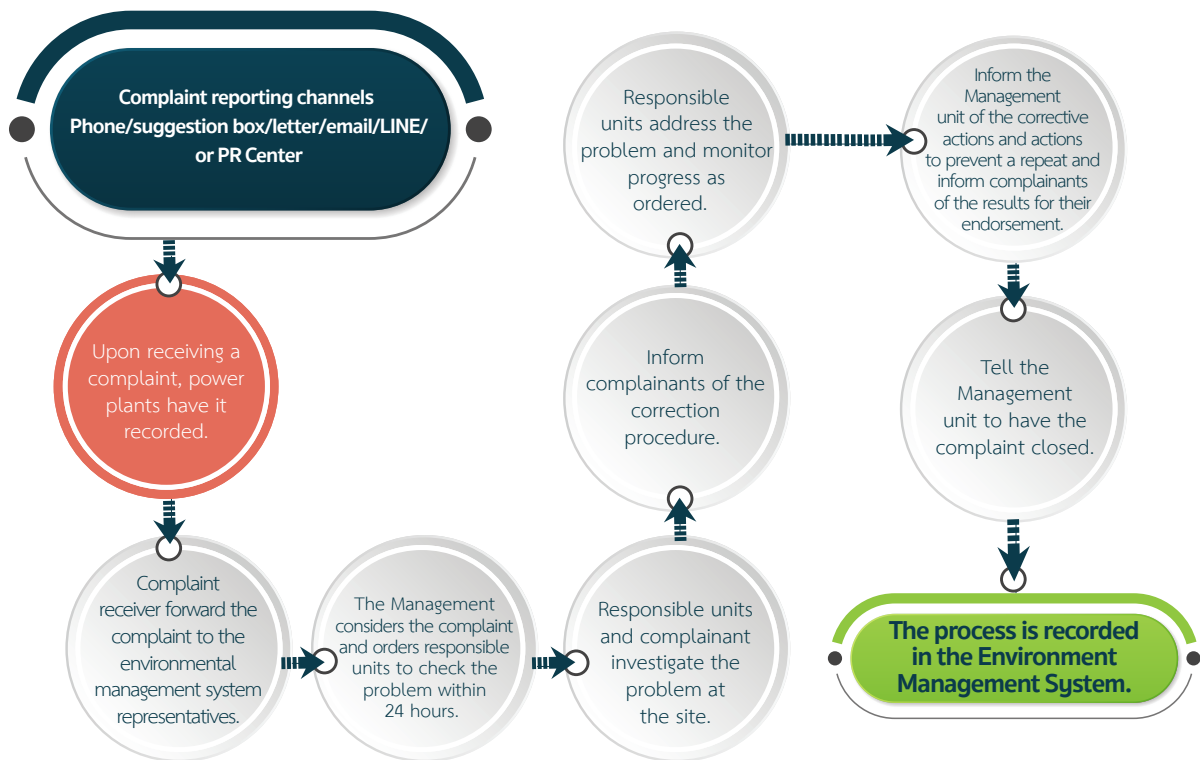 Complaint reporting channels
Phone/suggestion box/letter/email/LINE/
or PR Center
Upon receiving a
complaint, power
plants have it
recorded.
Complaint
receiver forward the
complaint to the
environmental
management system
representatives.
The Management
considers the complaint
and orders responsible
units to check the
problem within
24 hours.
Responsible units
and complainant
investigate the
problem at
the site.
Inform
complainants of the
correction
procedure.
Responsible
units address the
problem and monitor
progress as
ordered.
Inform the
Management
unit of the corrective
actions and actions
to prevent a repeat and
inform complainants
of the results for their
endorsement.
Tell the
Management
unit to have the
complaint closed.
The process is recorded
in the Environment
Management System.